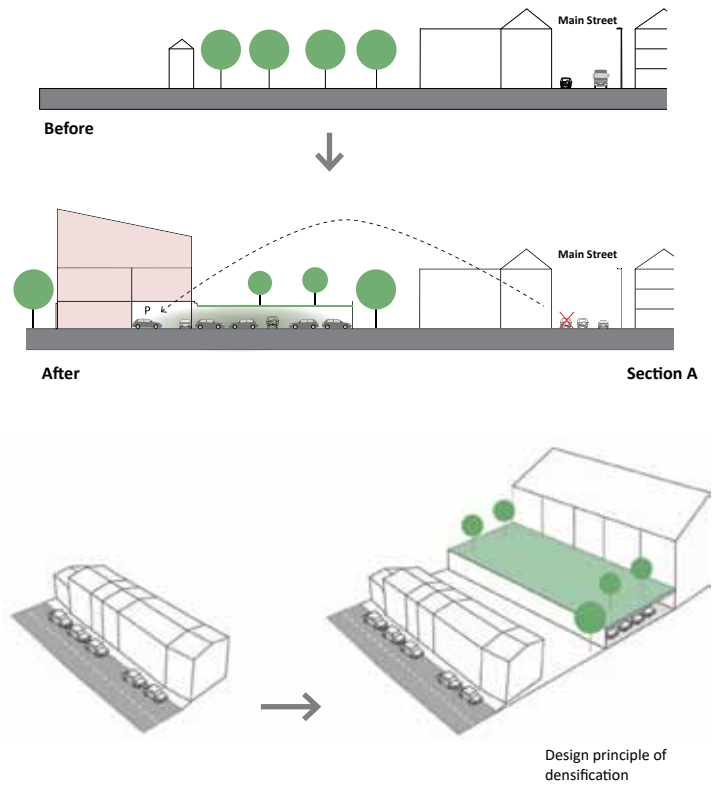 Main Street
Before
Main Street
P
After
Section A
Design principle of
densification